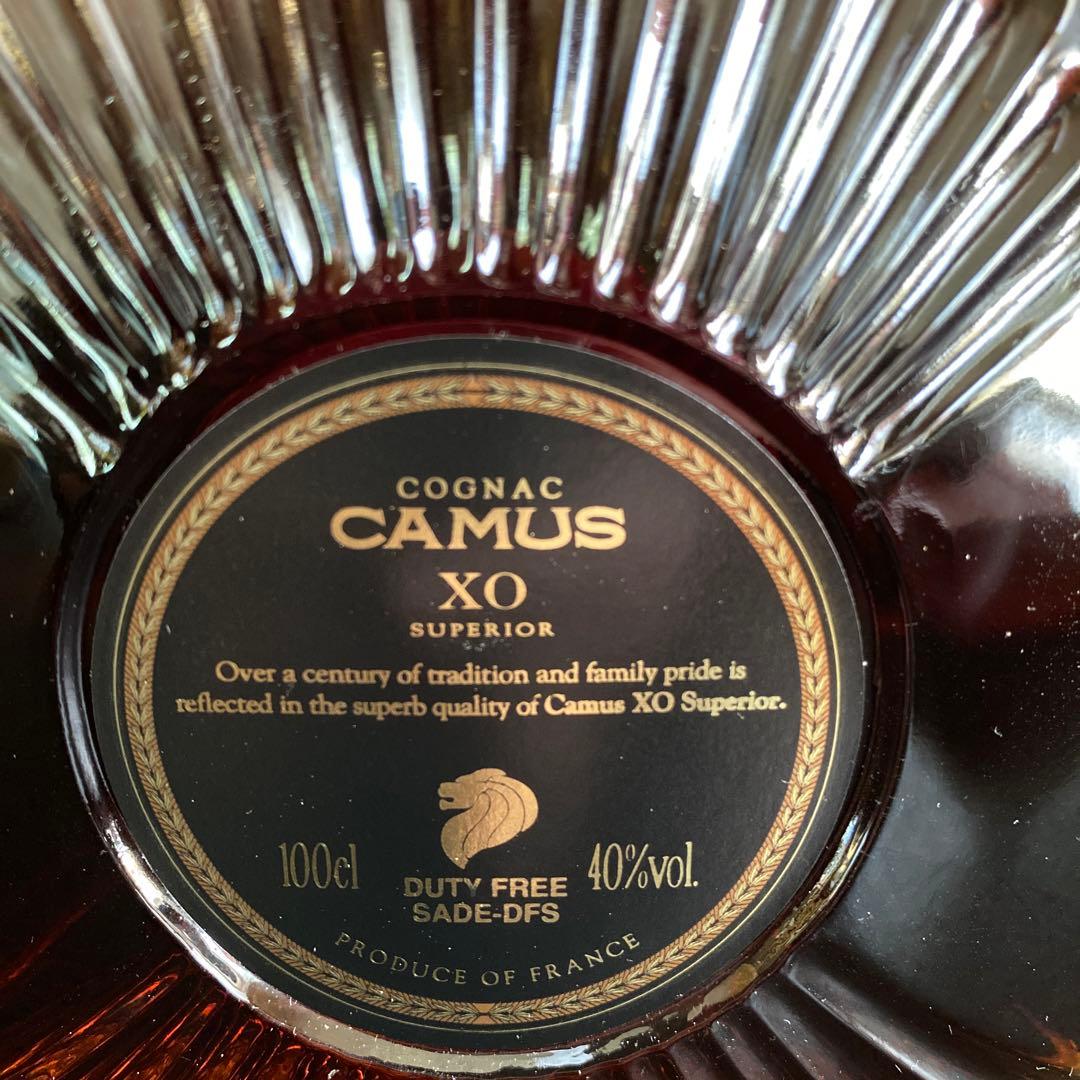 COGNAC
CAMUS
XO
SUPERIOR
Over a century of tradition and family pride is
reflected in the superb quality of Camus XO Superior.
100cl
40%vol.
DUTY FREE
SADE-DFS
PRODUCE OF FRANCE